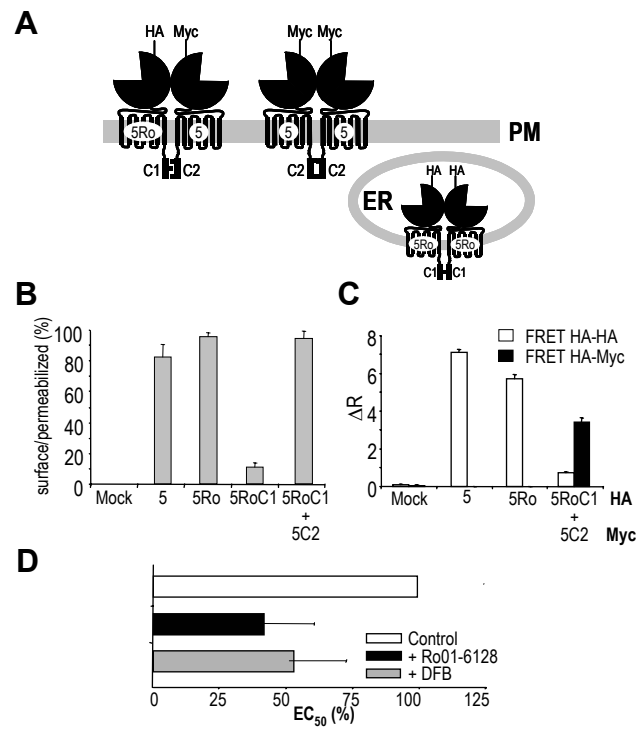 A
HA Myc Myc Myc
5Ro 5 5 5 PM
C1 C2 C2 C2
HA HA
ER
5Ro 5Ro
C1 C1
B
surface/permeabilized (%)
100
80
60
40
20
0
Mock 5 5Ro 5RoC1 5RoC1
+
5C2
C
FRET HA-HA
FRET HA-Myc
ΔR
8
6
4
2
0
Mock 5 5Ro 5RoC1 HA
+
5C2 Myc
D
Control
+ Ro01-6128
+ DFB
0 25 50 75 100 125
EC50 (%)